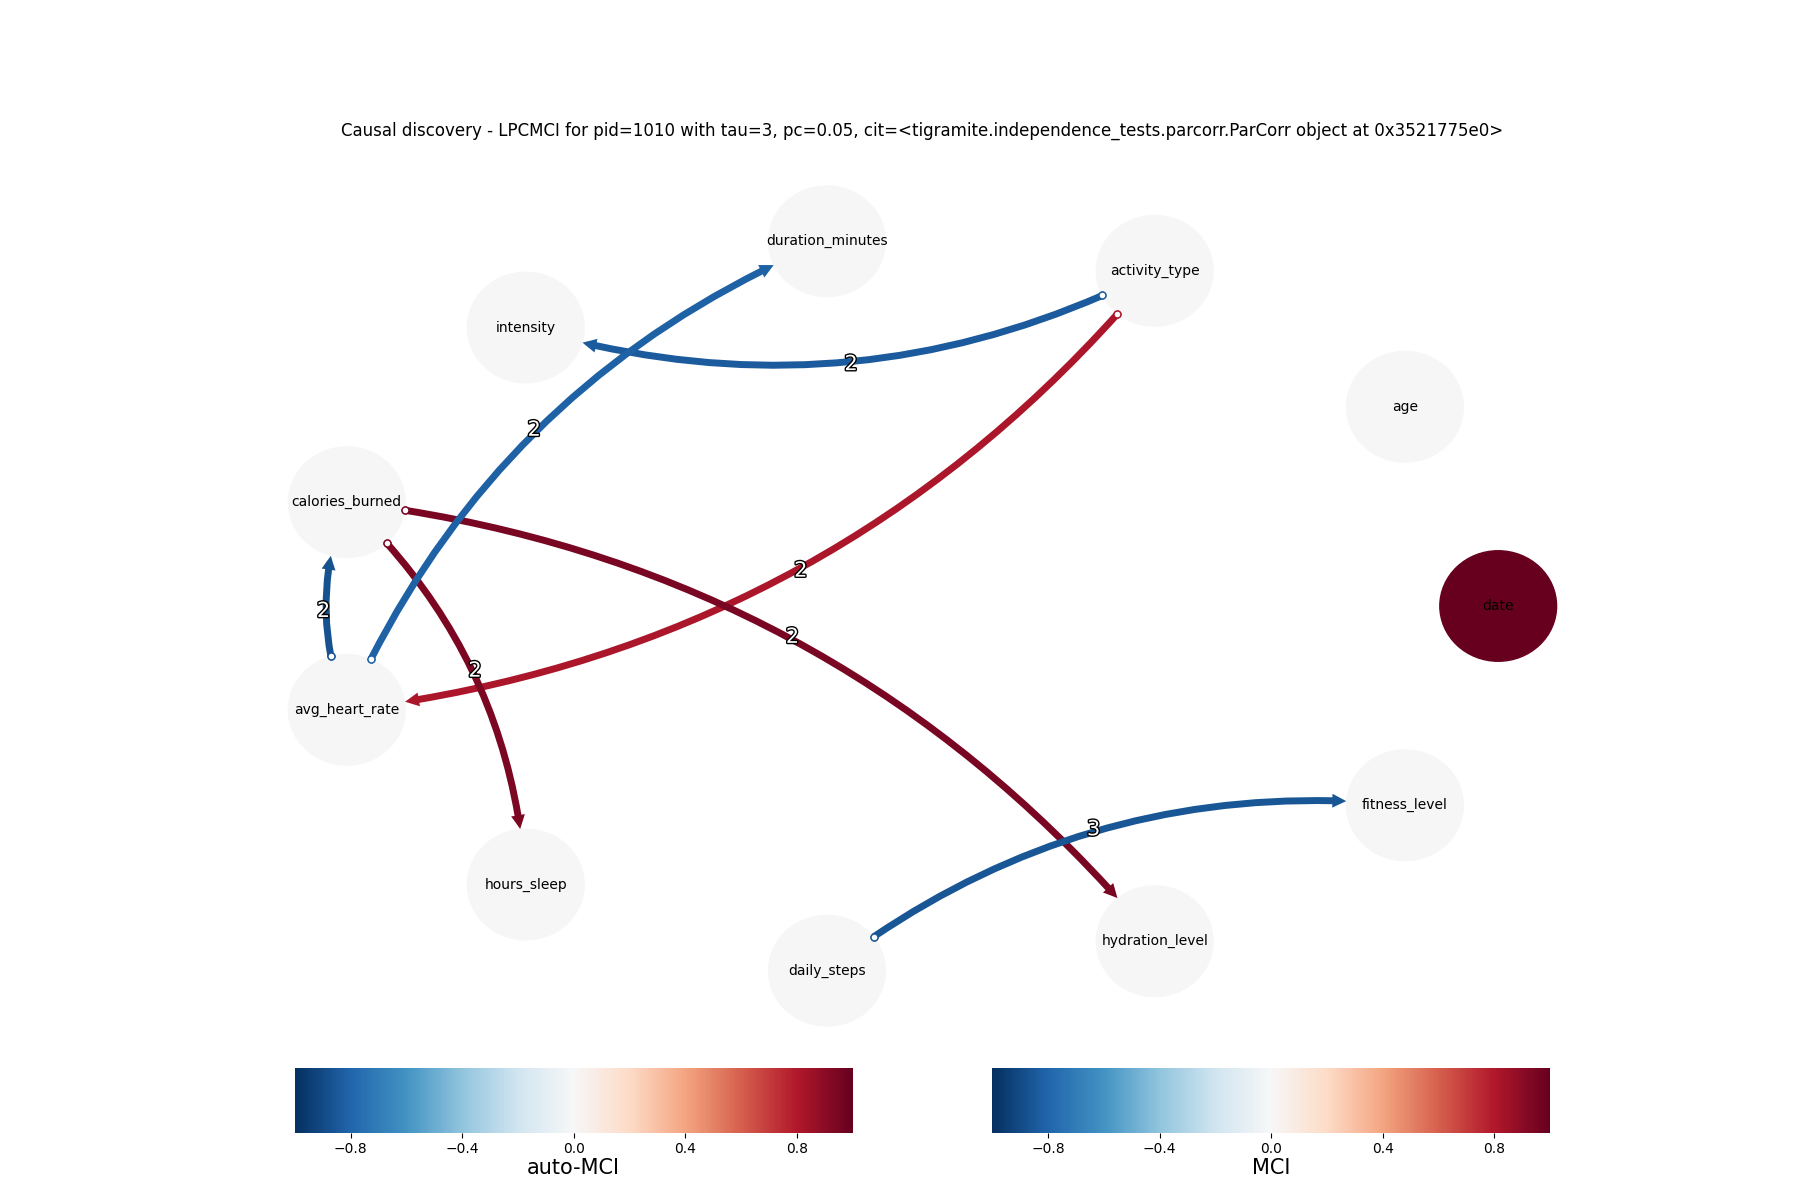 Causal discovery - LPCMCI for pid=1010 with tau=3, pc=0.05, cit=<tigramite.independence_tests.parcorr.ParCorr object at 0x3521775e0>
duration_minutes
activity_type
intensity
2
age
2
calories_burned
2
date
2
2
2
avg_heart_rate
fitness_level
3
hours_sleep
hydration_level
daily_steps
−0.8 −0.4 0.0 0.4 0.8
auto-MCI
−0.8 −0.4 0.0 0.4 0.8
MCI